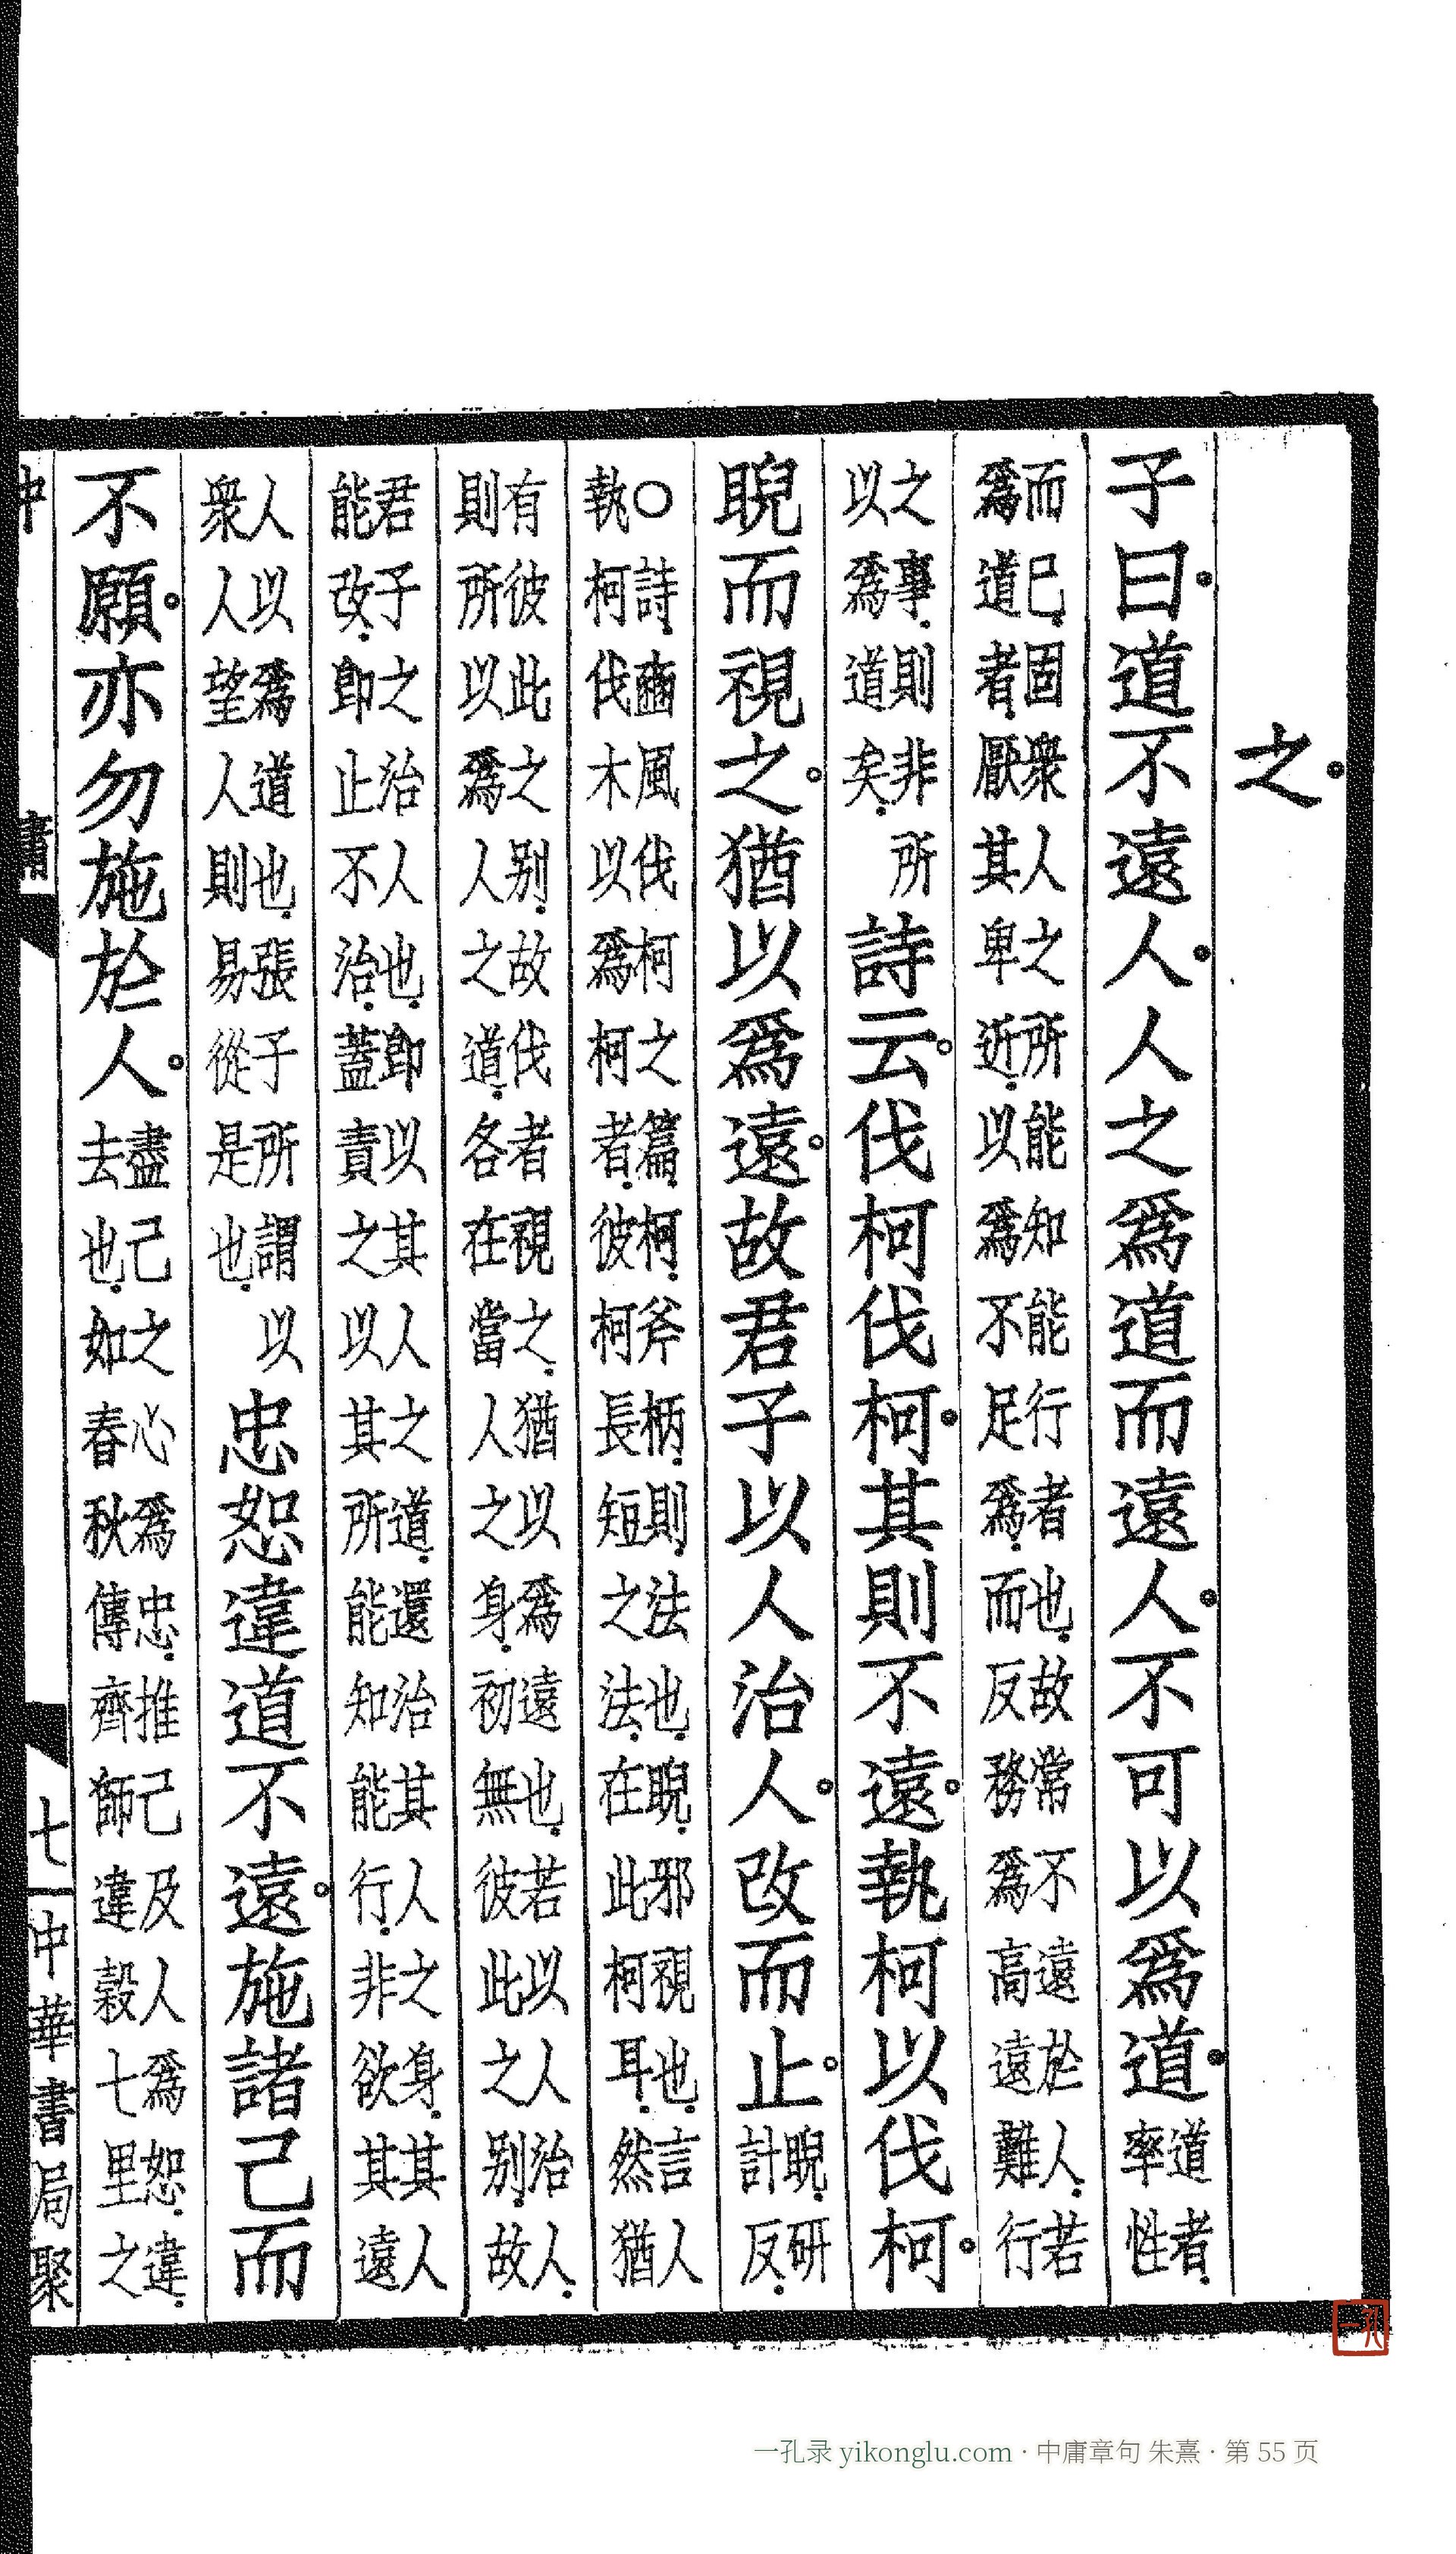 之。
子曰。道不遠人。人之爲道而遠人。不可以爲道。道者.
率性
而已.固衆人之所能知能行者也.故常不遠於人.若
爲道者.厭其卑近.以爲不足爲.而反務爲高遠難行
之事.則非所
以爲道矣.
詩云。伐柯伐柯。其則不遠。執柯以伐柯。
睨而視之。猶以爲遠。故君子以人治人。改而止。睨.研
計反.
○詩.豳風伐柯之篇.柯.斧柄.則.法也.睨.邪視也.言人
執柯伐木以爲柯者.彼柯長短之法.在此柯耳.然猶
有彼此之别.故伐者視之.猶以爲遠也.若以人治人.
則所以爲人之道.各在當人之身.初無彼此之别.故
君子之治人也.卽以其人之道.還治其人之身.其人
能改.卽止不治.蓋責之以其所能知能行.非欲其遠
人以爲道也.張子所謂以
衆人望人則易從是也.
忠恕違道不遠。施諸己而
不願。亦勿施於人。盡己之心爲忠.推己及人爲恕.違.
去也.如春秋傳齊師違穀七里之
中庸 七 中華書局聚
一孔
一孔录 yikonglu.com · 中庸章句 朱熹 · 第 55 页